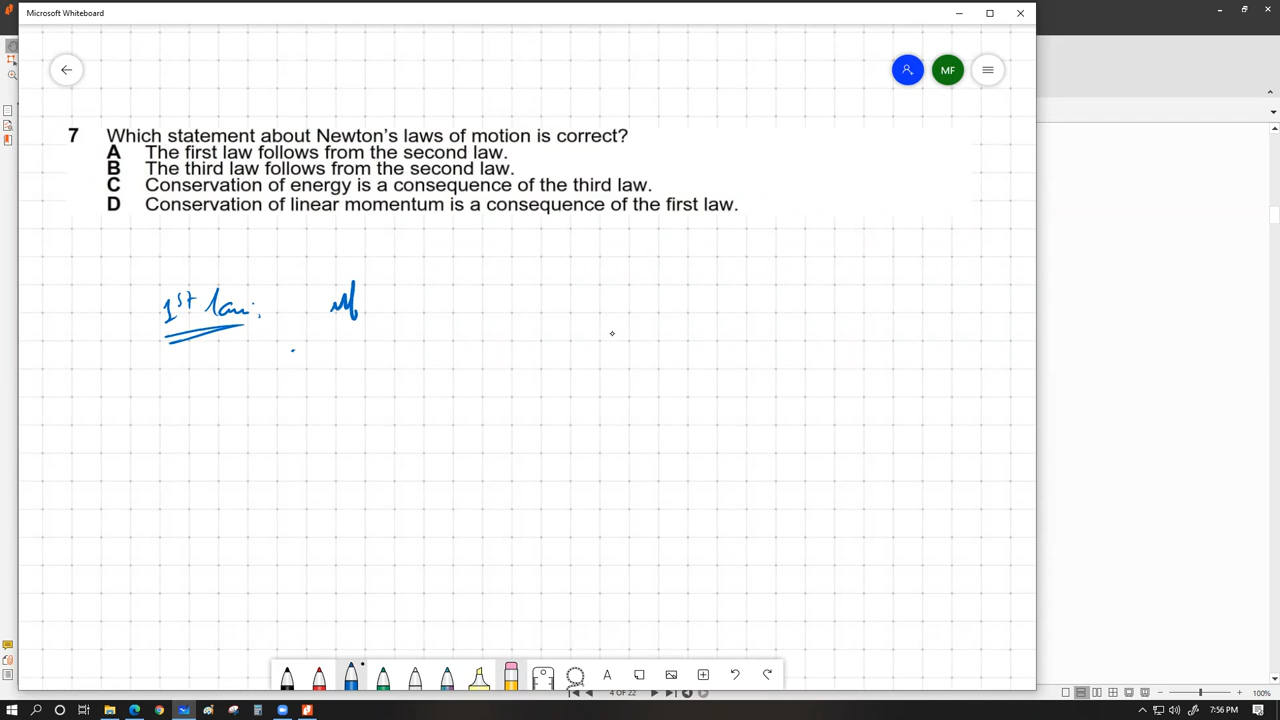 Microsoft Whiteboard
MF
7 Which statement about Newton's laws of motion is correct?
A The first law follows from the second law.
B The third law follows from the second law.
C Conservation of energy is a consequence of the third law.
D Conservation of linear momentum is a consequence of the first law.
1st law:
A
4 OF 22
100%
7:56 PM